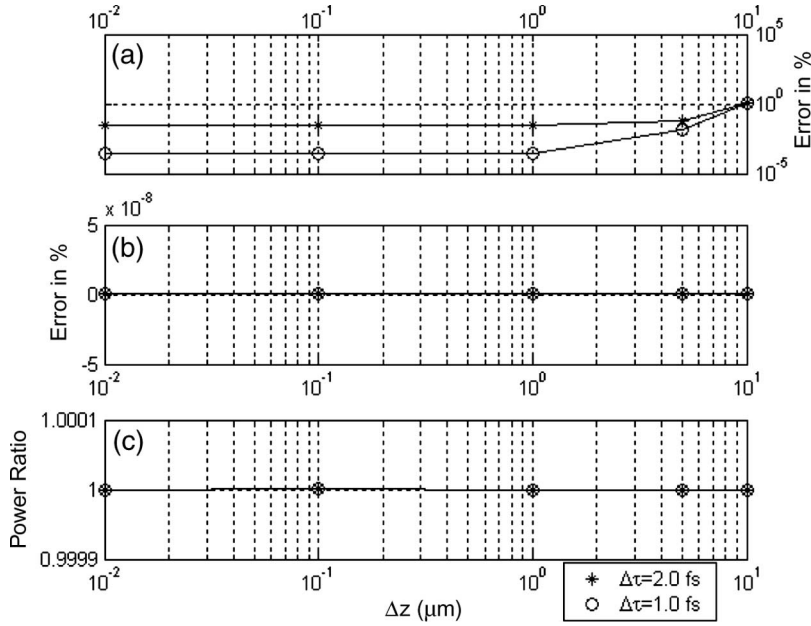 10^-2 10^-1 10^0 10^1
(a)
10^5
10^0
10^-5
Error in %
x 10^-8
5
0
-5
Error in %
(b)
10^-2 10^-1 10^0 10^1
1.0001
1
0.9999
Power Ratio
(c)
10^-2 10^-1 10^0 10^1
Δz (μm)
Δτ=2.0 fs
Δτ=1.0 fs